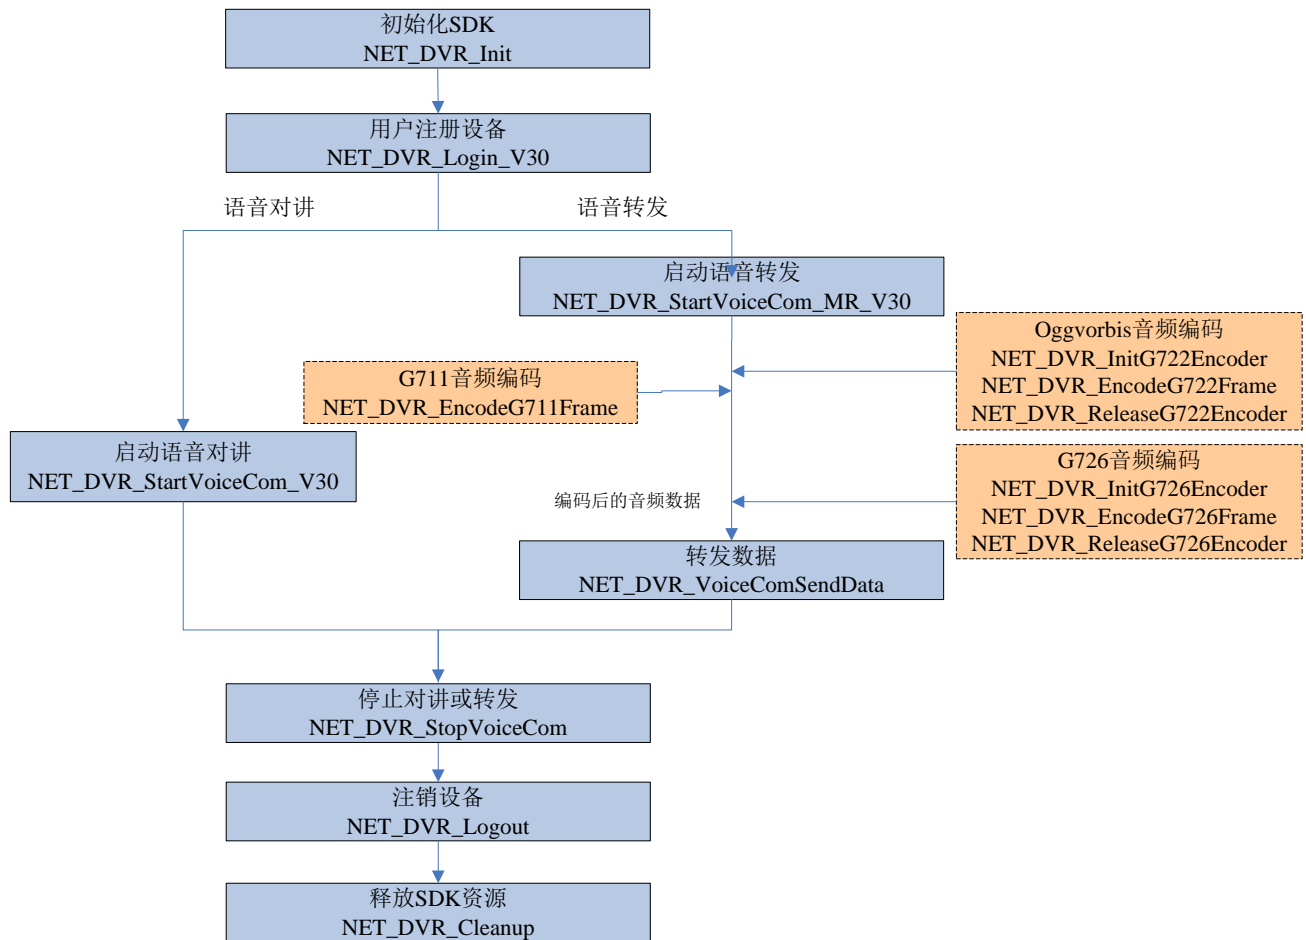 初始化SDK
NET_DVR_Init
用户注册设备
NET_DVR_Login_V30
语音对讲
语音转发
启动语音转发
NET_DVR_StartVoiceCom_MR_V30
Oggvorbis音频编码
NET_DVR_InitG722Encoder
NET_DVR_EncodeG722Frame
NET_DVR_ReleaseG722Encoder
G711音频编码
NET_DVR_EncodeG711Frame
启动语音对讲
NET_DVR_StartVoiceCom_V30
G726音频编码
NET_DVR_InitG726Encoder
NET_DVR_EncodeG726Frame
NET_DVR_ReleaseG726Encoder
编码后的音频数据
转发数据
NET_DVR_VoiceComSendData
停止对讲或转发
NET_DVR_StopVoiceCom
注销设备
NET_DVR_Logout
释放SDK资源
NET_DVR_Cleanup